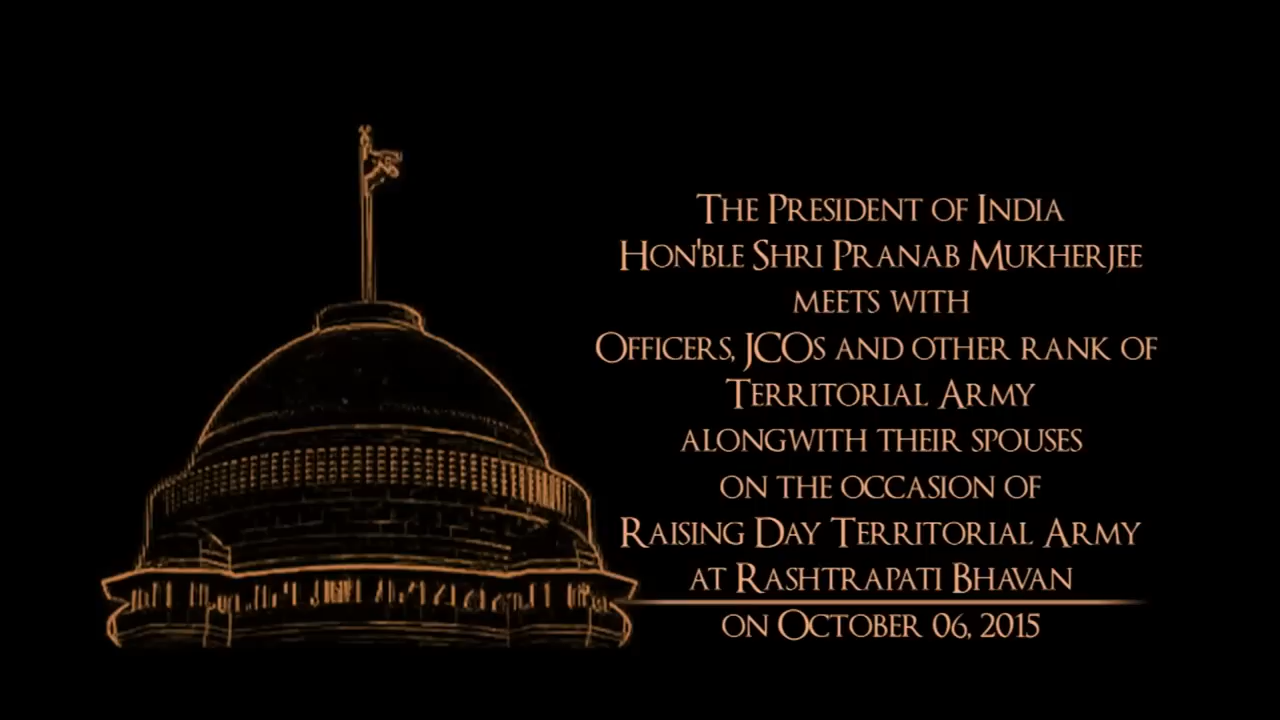 The President of India
Hon'ble Shri Pranab Mukherjee
meets with
Officers, JCOs and other rank of
Territorial Army
alongwith their spouses
on the occasion of
Raising Day Territorial Army
at Rashtrapati Bhavan
on October 06, 2015